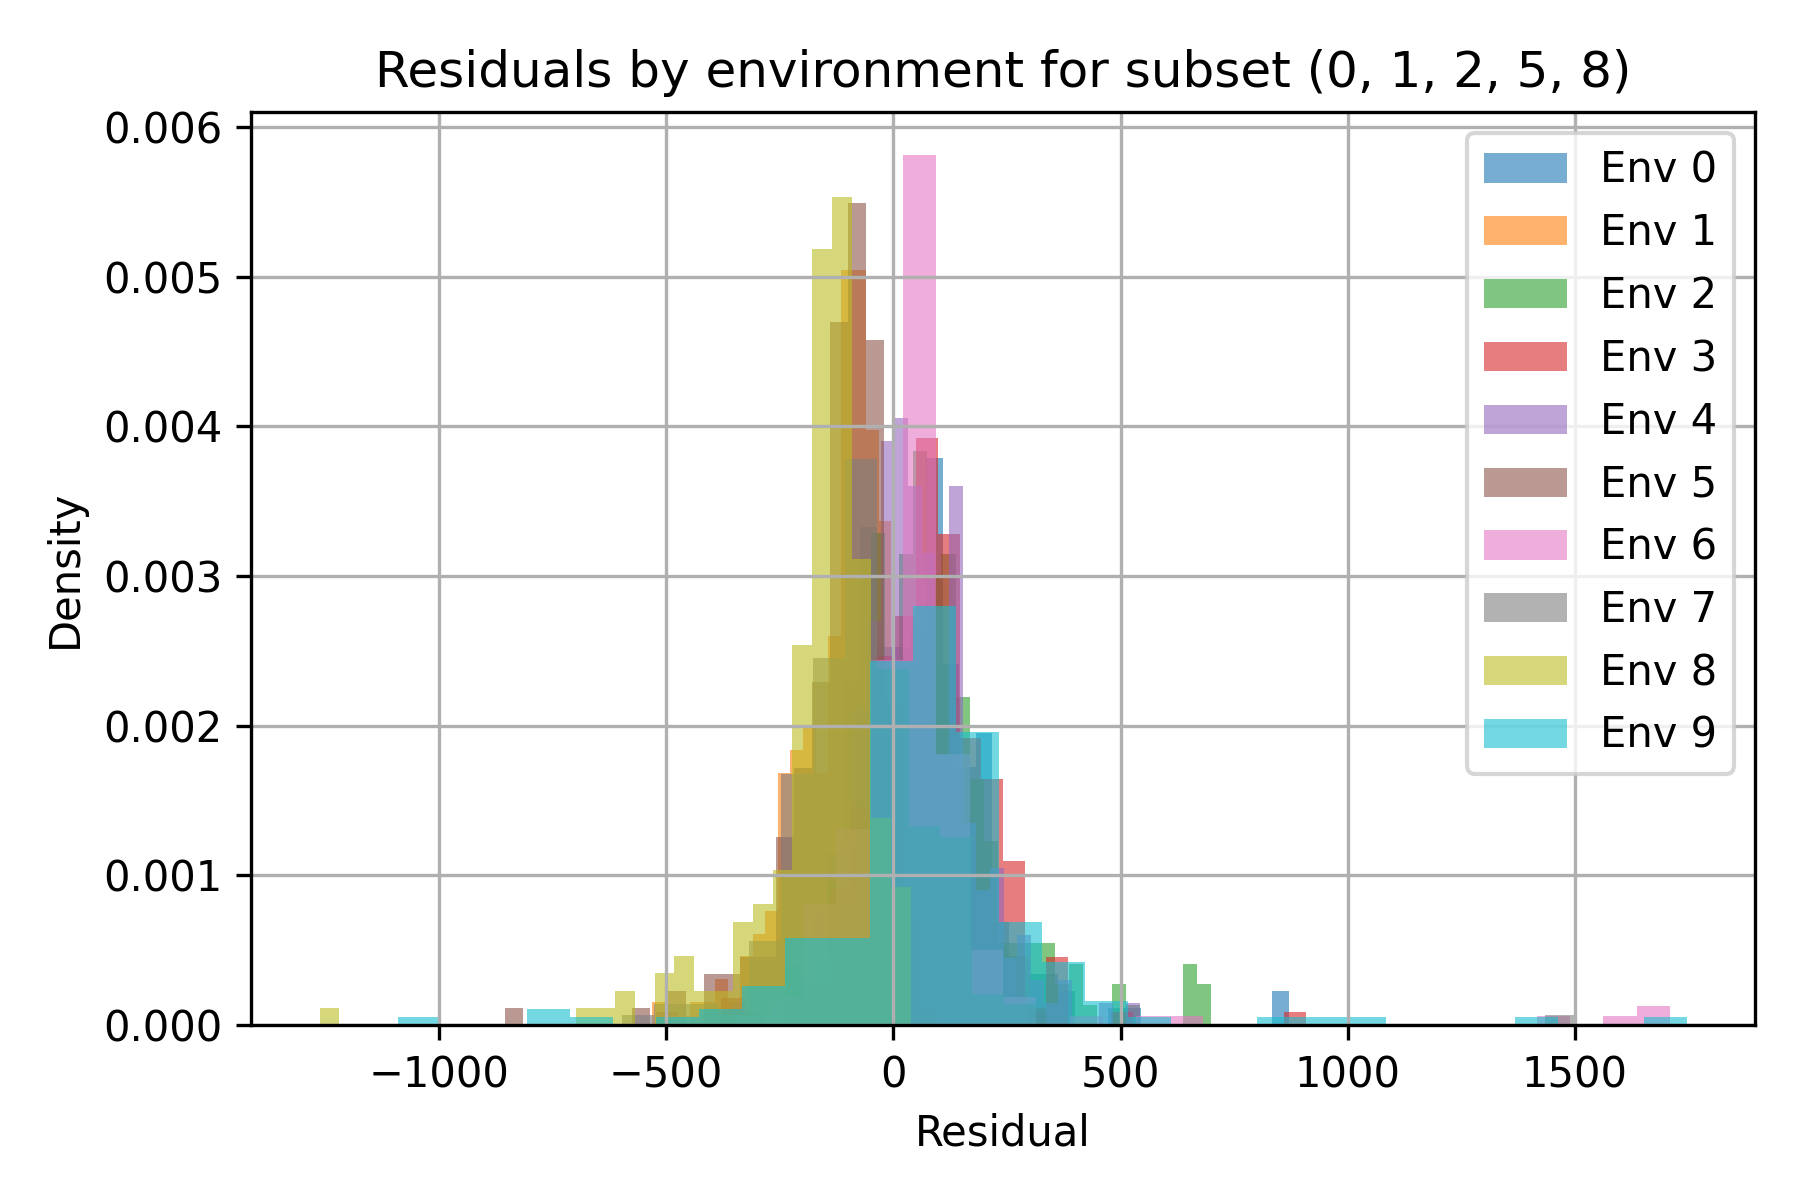 Residuals by environment for subset (0, 1, 2, 5, 8)
0.006
0.005
0.004
0.003
0.002
0.001
0.000
Density
−1000
−500
0
500
1000
1500
Residual
Env 0
Env 1
Env 2
Env 3
Env 4
Env 5
Env 6
Env 7
Env 8
Env 9